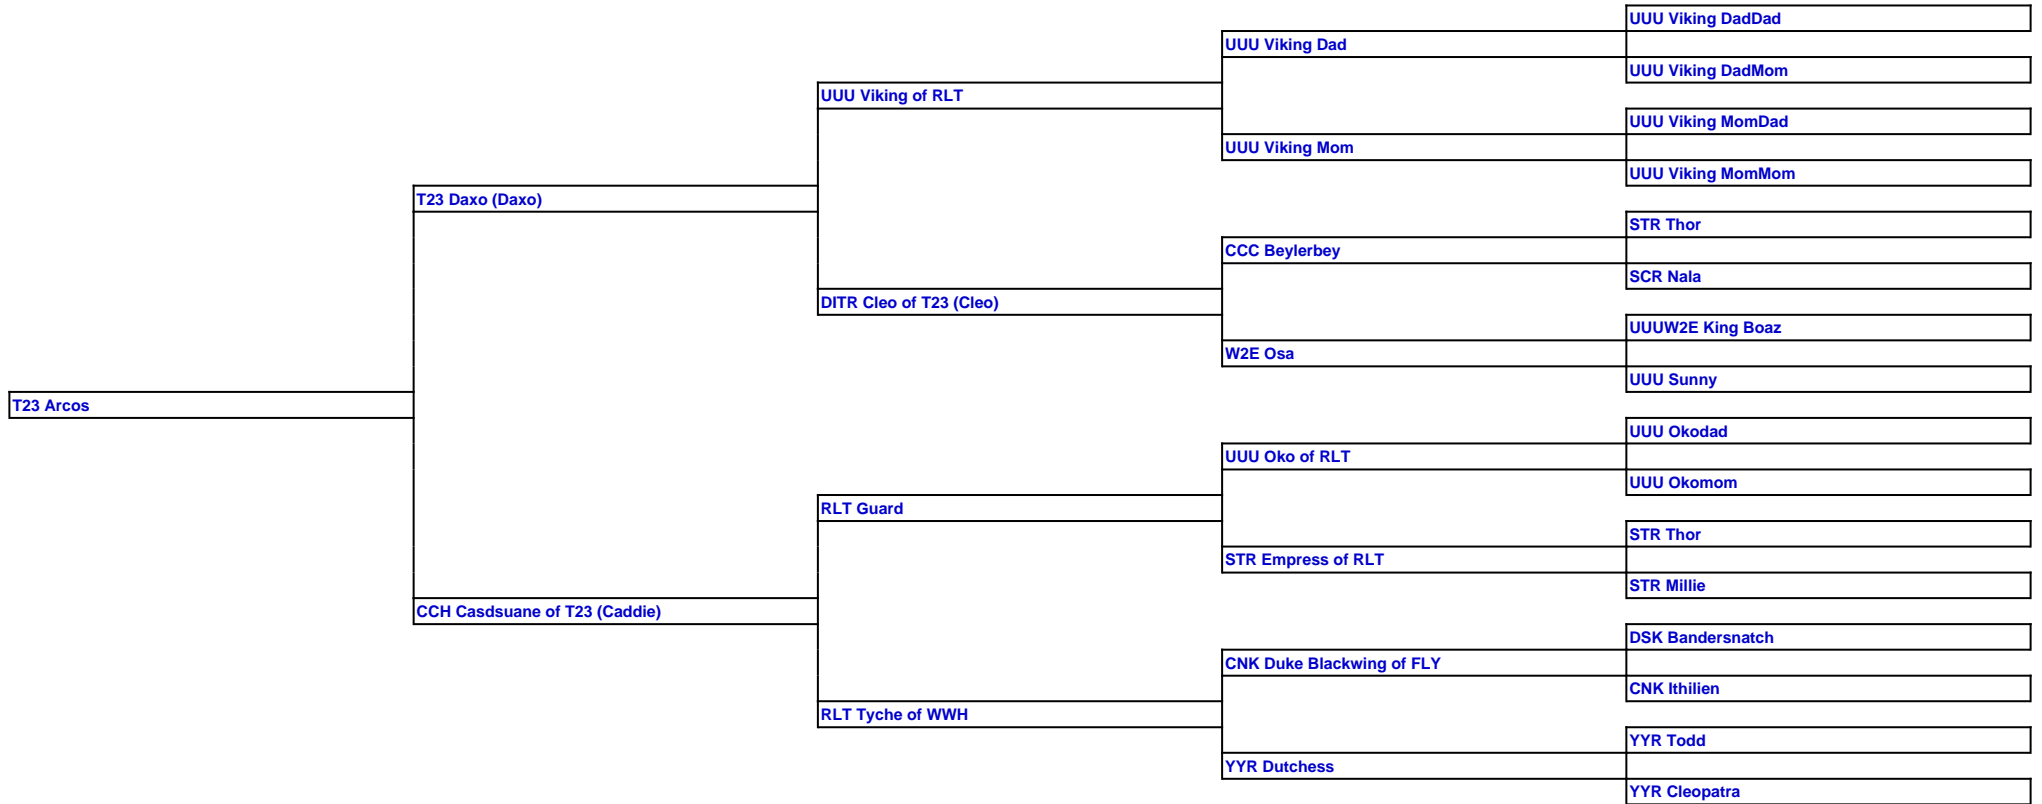 UUU Viking DadDad
UUU Viking Dad
UUU Viking DadMom
UUU Viking of RLT
UUU Viking MomDad
UUU Viking Mom
UUU Viking MomMom
T23 Daxo (Daxo)
STR Thor
CCC Beylerbey
SCR Nala
DITR Cleo of T23 (Cleo)
UUUW2E King Boaz
W2E Osa
UUU Sunny
T23 Arcos
UUU Okodad
UUU Oko of RLT
UUU Okomom
RLT Guard
STR Thor
STR Empress of RLT
STR Millie
CCH Casdsuane of T23 (Caddie)
DSK Bandersnatch
CNK Duke Blackwing of FLY
CNK Ithilien
RLT Tyche of WWH
YYR Todd
YYR Dutchess
YYR Cleopatra